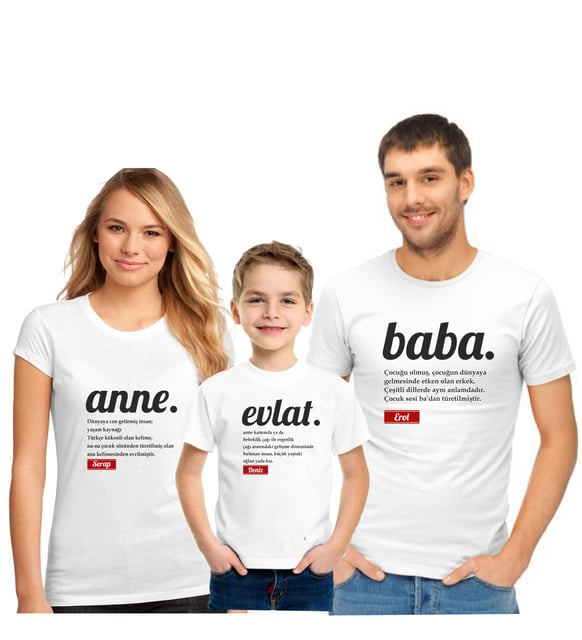 anne.
Dünyaya can getirmiş insan;
yaşam kaynağı
Türkçe kökenli olan kelime,
na-na çocuk sözünden türetilmiş olan
ana kelimesinden evrilmiştir.
Serap
evlat.
anne karnında ya da
bebeklik çağı ile ergenlik
çağı arasındaki gelişme döneminde
bulunan insan, küçük yaştaki
oğlan yada kız.
Deniz
baba.
Çocuğu olmuş, çocuğun dünyaya
gelmesinde etken olan erkek.
Çeşitli dillerde aynı anlamdadır.
Çocuk sesi ba'dan türetilmiştir.
Erol